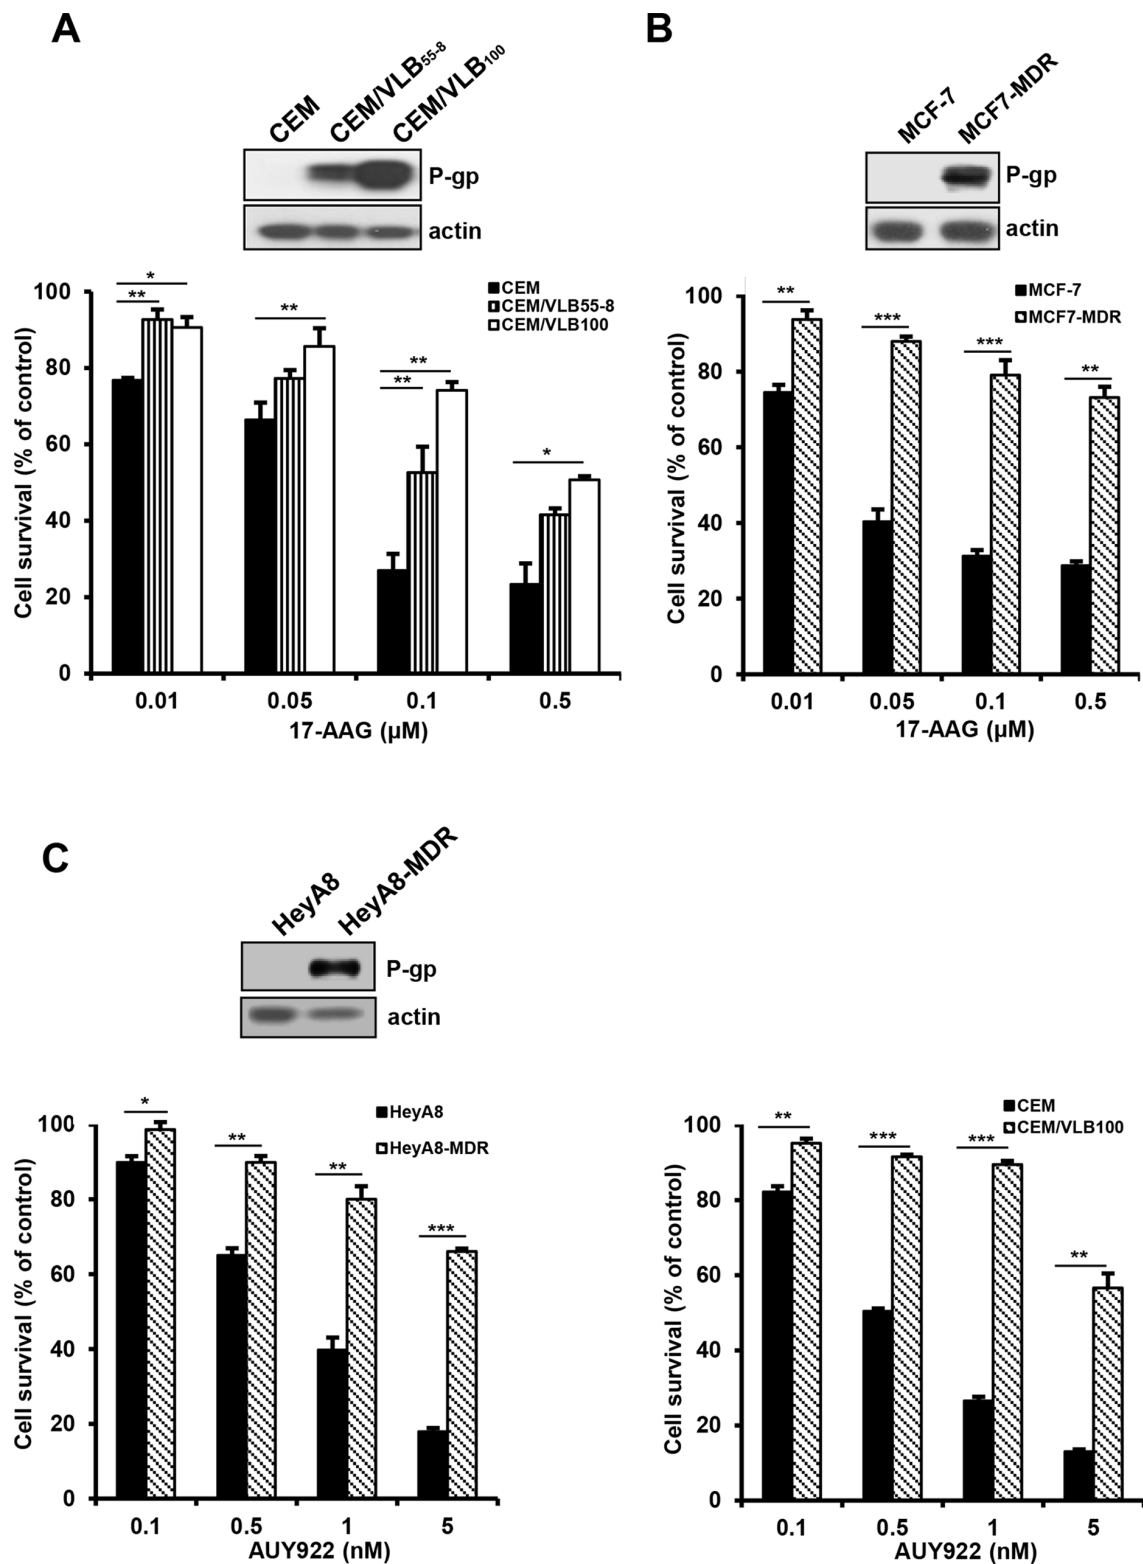 A
CEM
CEM/VLB55-8
CEM/VLB100
P-gp
actin
Cell survival (% of control)
100
80
60
40
20
0
*
**
**
**
**
*
CEM
CEM/VLB55-8
CEM/VLB100
0.01 0.05 0.1 0.5
17-AAG (µM)
B
MCF-7
MCF7-MDR
P-gp
actin
Cell survival (% of control)
100
80
60
40
20
0
**
***
***
**
MCF-7
MCF7-MDR
0.01 0.05 0.1 0.5
17-AAG (µM)
C
HeyA8
HeyA8-MDR
P-gp
actin
Cell survival (% of control)
100
80
60
40
20
0
*
**
**
***
HeyA8
HeyA8-MDR
0.1 0.5 1 5
AUY922 (nM)
Cell survival (% of control)
100
80
60
40
20
0
**
***
***
**
CEM
CEM/VLB100
0.1 0.5 1 5
AUY922 (nM)